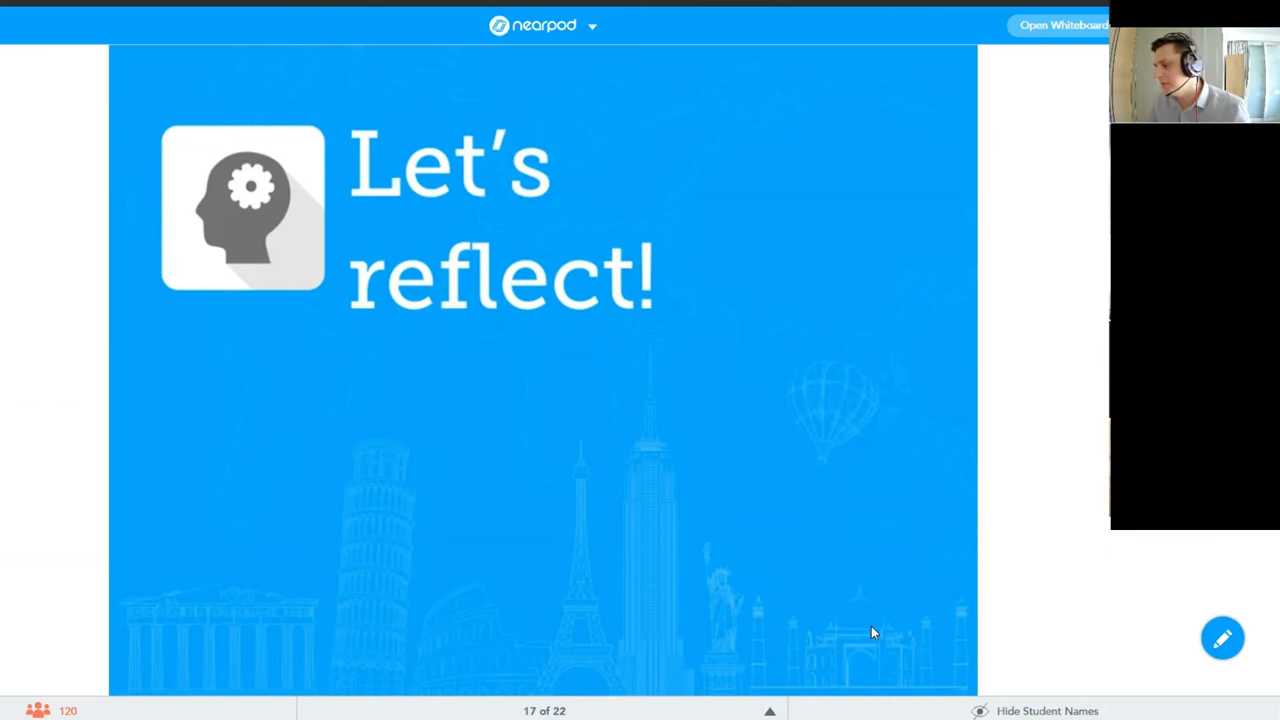 nearpod
Open Whiteboard
Let's
reflect!
120
17 of 22
Hide Student Names